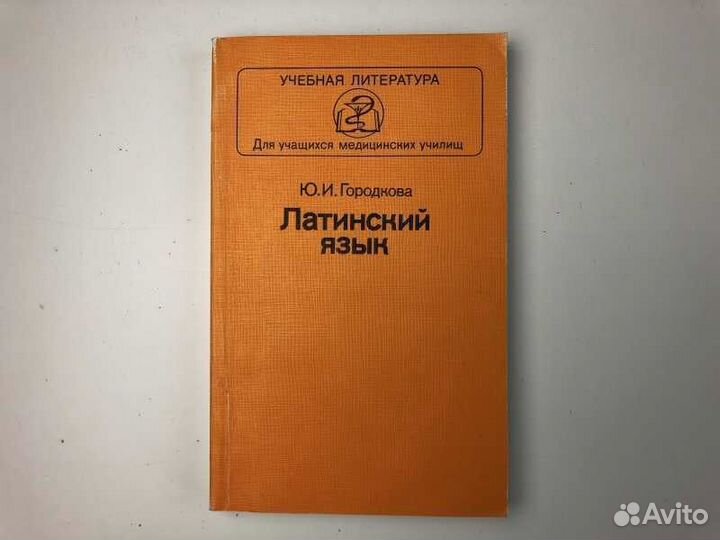 УЧЕБНАЯ ЛИТЕРАТУРА
Для учащихся медицинских училищ
Ю.И.Городкова
Латинский
язык
Avito